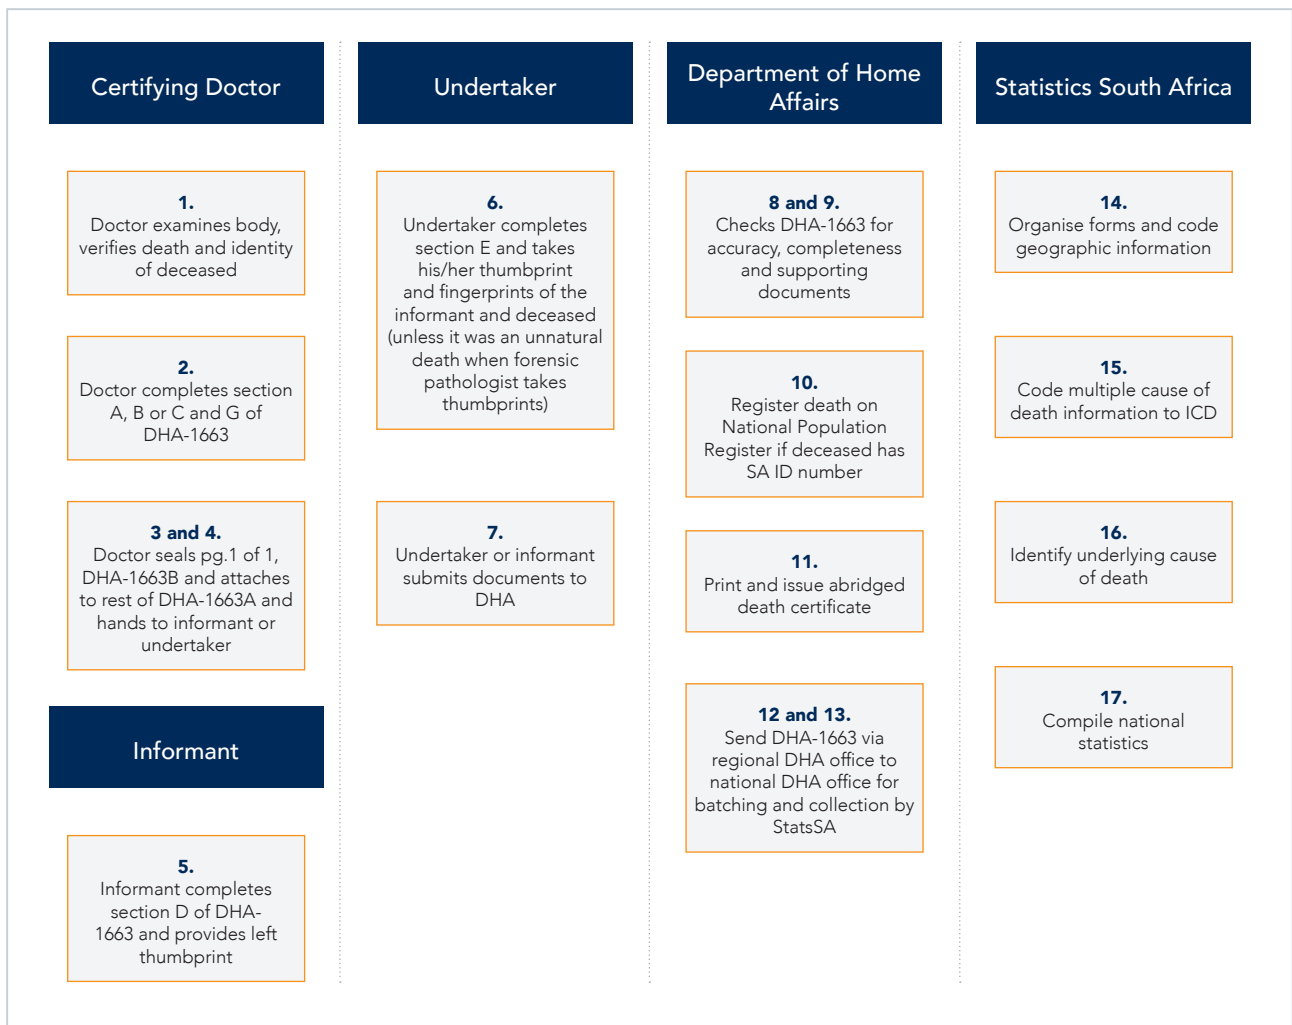 Certifying Doctor
1.
Doctor examines body,
verifies death and identity
of deceased
2.
Doctor completes section
A, B or C and G of
DHA-1663
3 and 4.
Doctor seals pg.1 of 1,
DHA-1663B and attaches
to rest of DHA-1663A and
hands to informant or
undertaker
Informant
5.
Informant completes
section D of DHA-
1663 and provides left
thumbprint
Undertaker
6.
Undertaker completes
section E and takes
his/her thumbprint
and fingerprints of the
informant and deceased
(unless it was an unnatural
death when forensic
pathologist takes
thumbprints)
7.
Undertaker or informant
submits documents to
DHA
Department of Home
Affairs
8 and 9.
Checks DHA-1663 for
accuracy, completeness
and supporting
documents
10.
Register death on
National Population
Register if deceased has
SA ID number
11.
Print and issue abridged
death certificate
12 and 13.
Send DHA-1663 via
regional DHA office to
national DHA office for
batching and collection by
StatsSA
Statistics South Africa
14.
Organise forms and code
geographic information
15.
Code multiple cause of
death information to ICD
16.
Identify underlying cause
of death
17.
Compile national
statistics